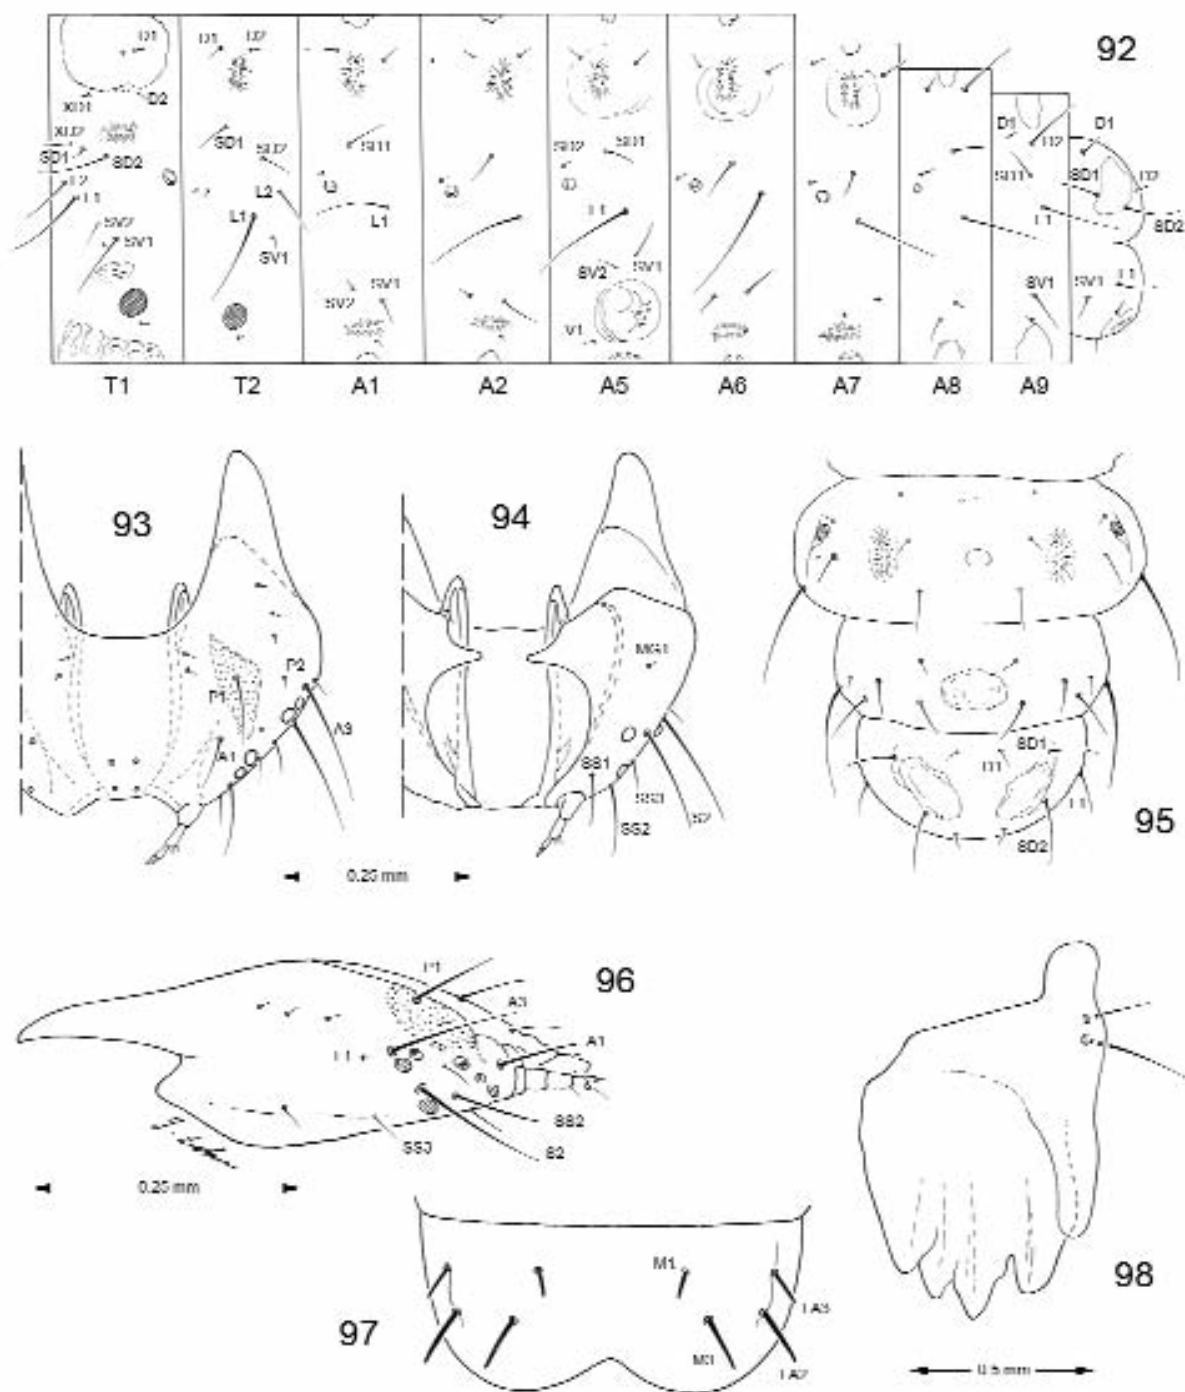 92
D1
D1
D2
XD1
D2
XD2
SD1
SD2
L2
L1
SV2
SV1
SD1
SD2
L2
L1
SV1
SD1
L1
SV1
SV2
SD2
SD1
L1
SV2
SV1
V1
D1
D2
SD1
L1
SV1
D1
SD1
D2
SD2
L1
SV1
T1 T2 A1 A2 A5 A6 A7 A8 A9
93
P2
P1
A3
A1
94
MG1
SS1
SS3
S2
SS2
0.25 mm
SD1
D1
L1
SD2
95
P1
96
A3
L1
A1
SS2
SS3
S2
0.25 mm
97
M1
LA3
M3
LA2
98
0.5 mm